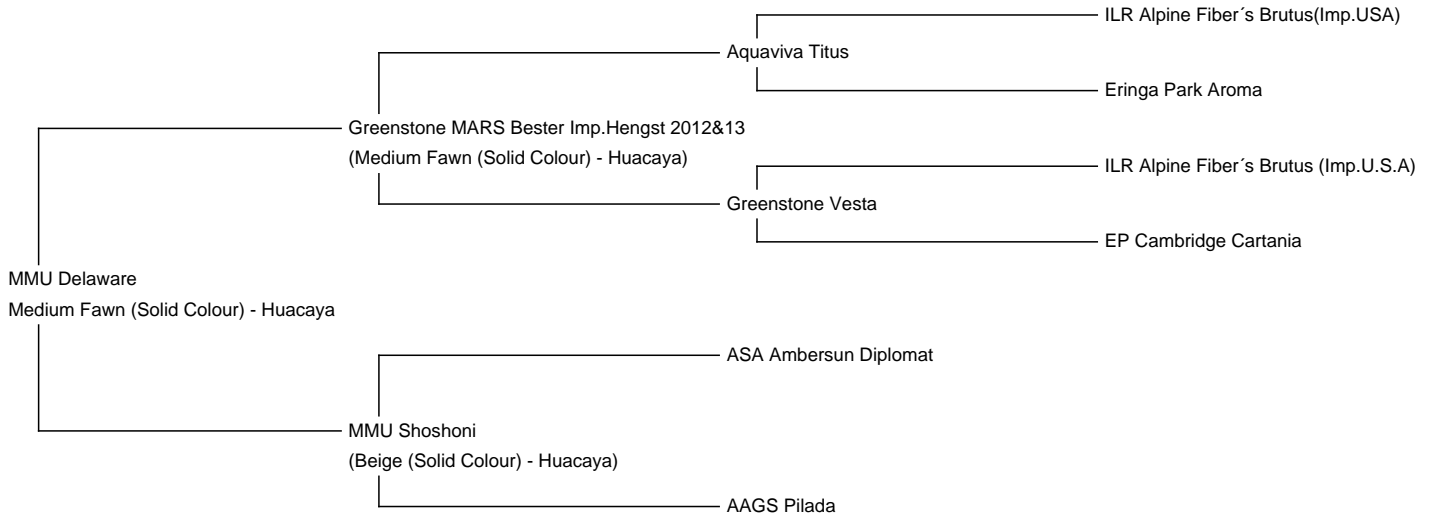 ILR Alpine Fiber´s Brutus(Imp.USA)
Aquaviva Titus
Eringa Park Aroma
Greenstone MARS Bester Imp.Hengst 2012&13
(Medium Fawn (Solid Colour) - Huacaya)
ILR Alpine Fiber´s Brutus (Imp.U.S.A)
Greenstone Vesta
EP Cambridge Cartania
MMU Delaware
Medium Fawn (Solid Colour) - Huacaya
ASA Ambersun Diplomat
MMU Shoshoni
(Beige (Solid Colour) - Huacaya)
AAGS Pilada